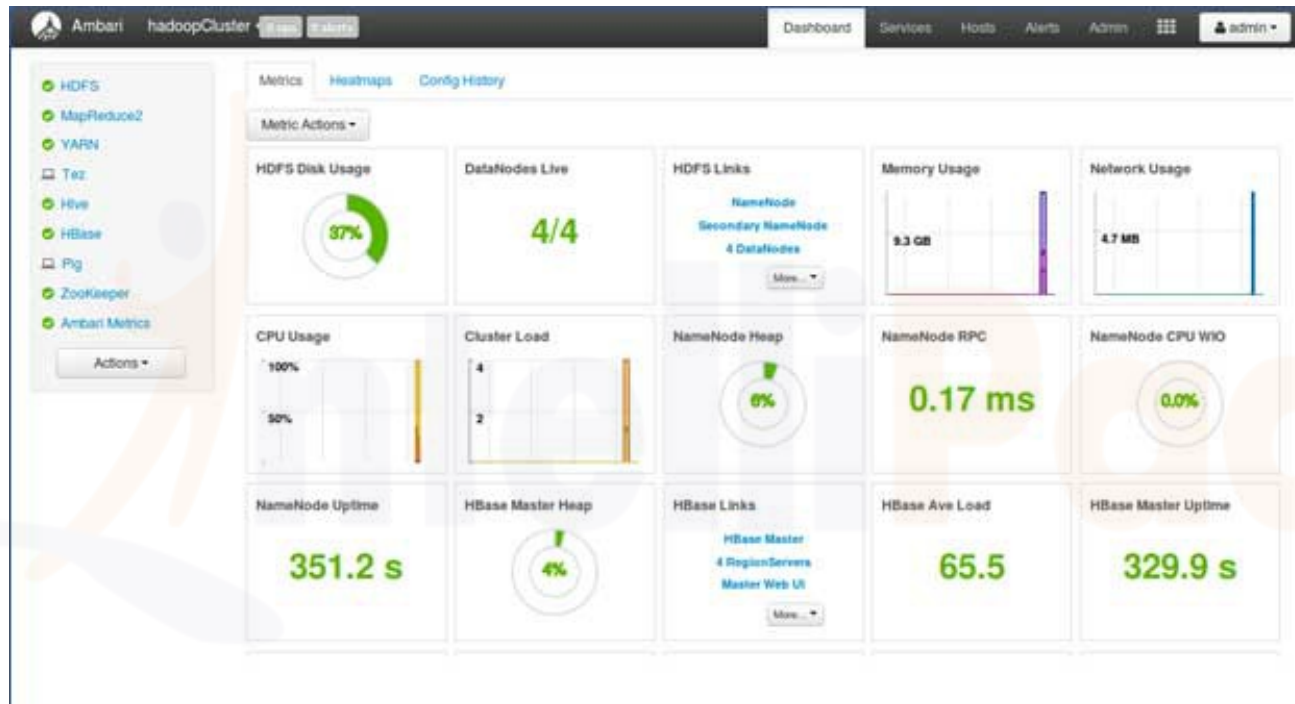 Ambari hadoopCluster
Dashboard Services Hosts Alerts Admin admin
HDFS
MapReduce2
YARN
Tez
Hive
HBase
Pig
ZooKeeper
Ambari Metrics
Actions
Metrics Heatmaps Config History
Metric Actions
HDFS Disk Usage
37%
DataNodes Live
4/4
HDFS Links
NameNode
Secondary NameNode
4 DataNodes
More...
Memory Usage
9.3 GB
Network Usage
4.7 MB
CPU Usage
100%
50%
Cluster Load
4
2
NameNode Heap
6%
NameNode RPC
0.17 ms
NameNode CPU WIO
0.0%
NameNode Uptime
351.2 s
HBase Master Heap
4%
HBase Links
HBase Master
4 RegionServers
Master Web UI
More...
HBase Ave Load
65.5
HBase Master Uptime
329.9 s